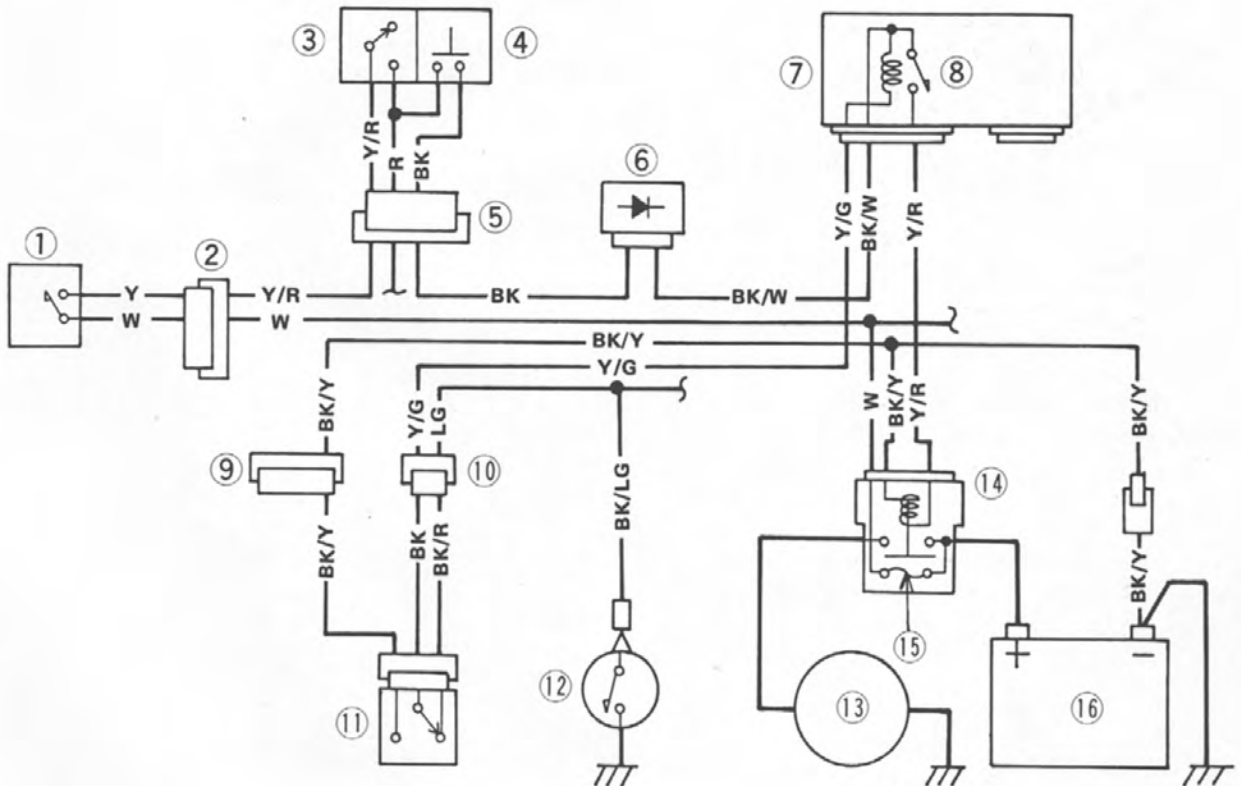 ③
④
⑦
⑧
Y/R
R
BK
⑥
⑤
Y/G
BK/W
Y/R
①
②
Y
Y/R
BK
BK/W
W
W
BK/Y
Y/G
BK/Y
Y/G
LG
W
BK/Y
Y/R
BK/Y
⑨
⑩
⑭
BK/LG
BK/Y
BK
BK/R
BK/Y
⑮
+
−
⑪
⑫
⑬
⑯